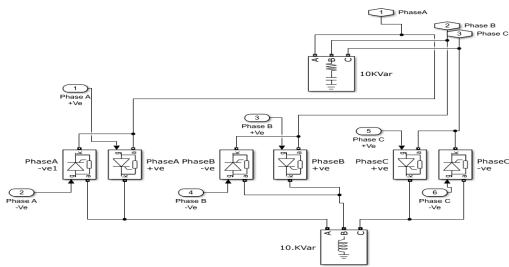 1
PhaseA
2
Phase B
3
Phase C
A
B
C
10KVar
1
Phase A
+Ve
3
Phase B
+Ve
5
Phase C
+Ve
PhaseA
-ve1
PhaseA
+ve
PhaseB
-ve
PhaseB
+ve
PhaseC
+ve
PhaseC
-ve
2
Phase A
-Ve
4
Phase B
-Ve
6
Phase C
-Ve
A
B
C
10.KVar